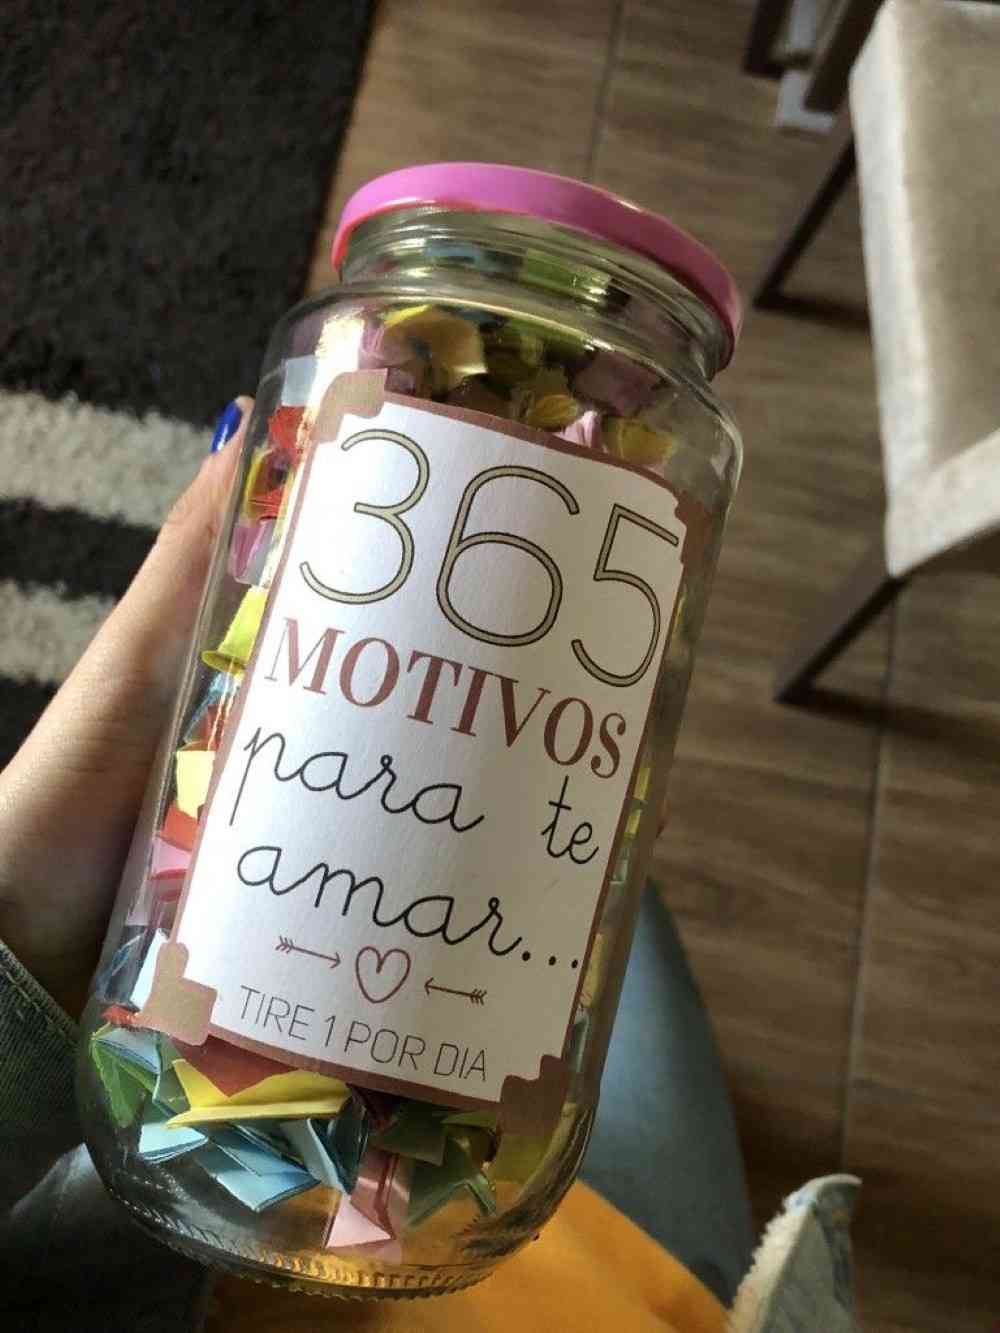 365
MOTIVOS
para te
amar...
TIRE 1 POR DIA